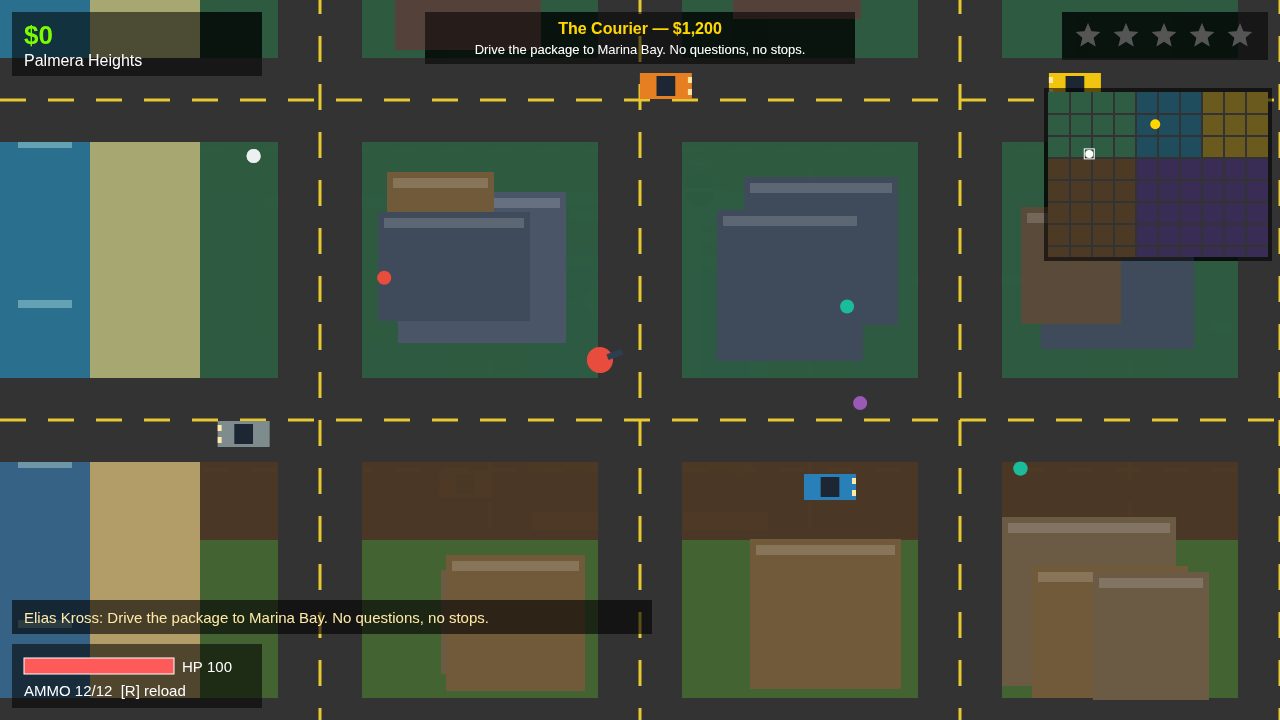 $0
Palmera Heights
The Courier — $1,200
Drive the package to Marina Bay. No questions, no stops.
Elias Kross: Drive the package to Marina Bay. No questions, no stops.
HP 100
AMMO 12/12  [R] reload